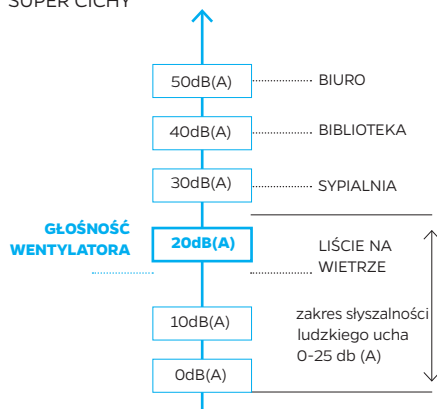 SUPER CICHY
50dB(A)
BIURO
40dB(A)
BIBLIOTEKA
30dB(A)
SYPIALNIA
GŁOŚNOŚĆ
WENTYLATORA
20dB(A)
LIŚCIE NA
WIETRZE
10dB(A)
zakres słyszalności
ludzkiego ucha
0-25 db (A)
0dB(A)